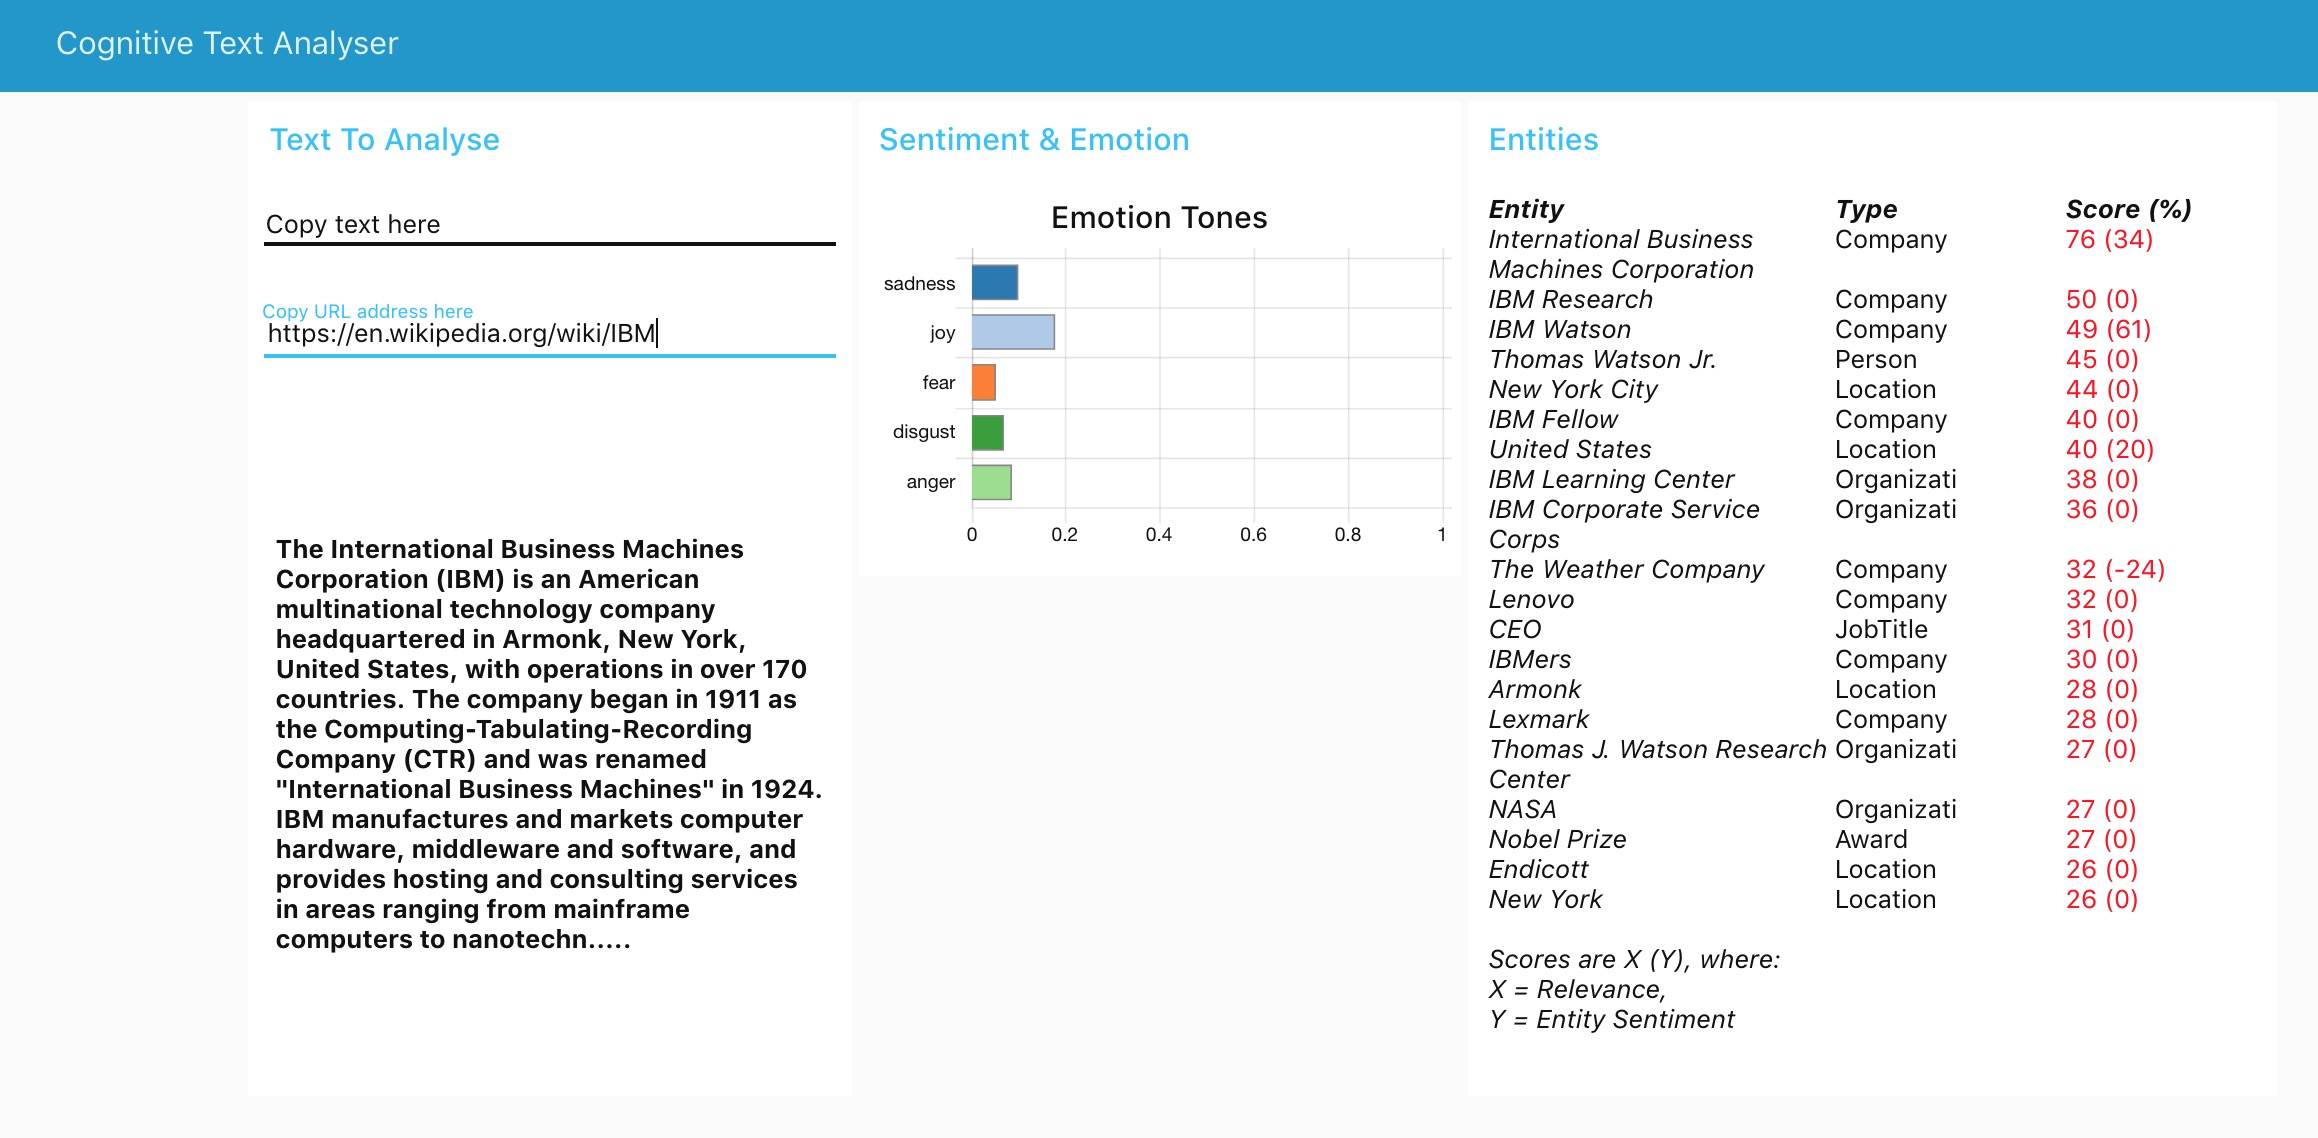 Cognitive Text Analyser
Text To Analyse
Copy text here
Copy URL address here
https://en.wikipedia.org/wiki/IBM
The International Business Machines
Corporation (IBM) is an American
multinational technology company
headquartered in Armonk, New York,
United States, with operations in over 170
countries. The company began in 1911 as
the Computing-Tabulating-Recording
Company (CTR) and was renamed
"International Business Machines" in 1924.
IBM manufactures and markets computer
hardware, middleware and software, and
provides hosting and consulting services
in areas ranging from mainframe
computers to nanotechn.....
Sentiment & Emotion
Emotion Tones
sadness
joy
fear
disgust
anger
0 0.2 0.4 0.6 0.8 1
Entities
Entity Type Score (%)
International Business Company 76 (34)
Machines Corporation
IBM Research Company 50 (0)
IBM Watson Company 49 (61)
Thomas Watson Jr. Person 45 (0)
New York City Location 44 (0)
IBM Fellow Company 40 (0)
United States Location 40 (20)
IBM Learning Center Organizati 38 (0)
IBM Corporate Service Organizati 36 (0)
Corps
The Weather Company Company 32 (-24)
Lenovo Company 32 (0)
CEO JobTitle 31 (0)
IBMers Company 30 (0)
Armonk Location 28 (0)
Lexmark Company 28 (0)
Thomas J. Watson Research Organizati 27 (0)
Center
NASA Organizati 27 (0)
Nobel Prize Award 27 (0)
Endicott Location 26 (0)
New York Location 26 (0)
Scores are X (Y), where:
X = Relevance,
Y = Entity Sentiment